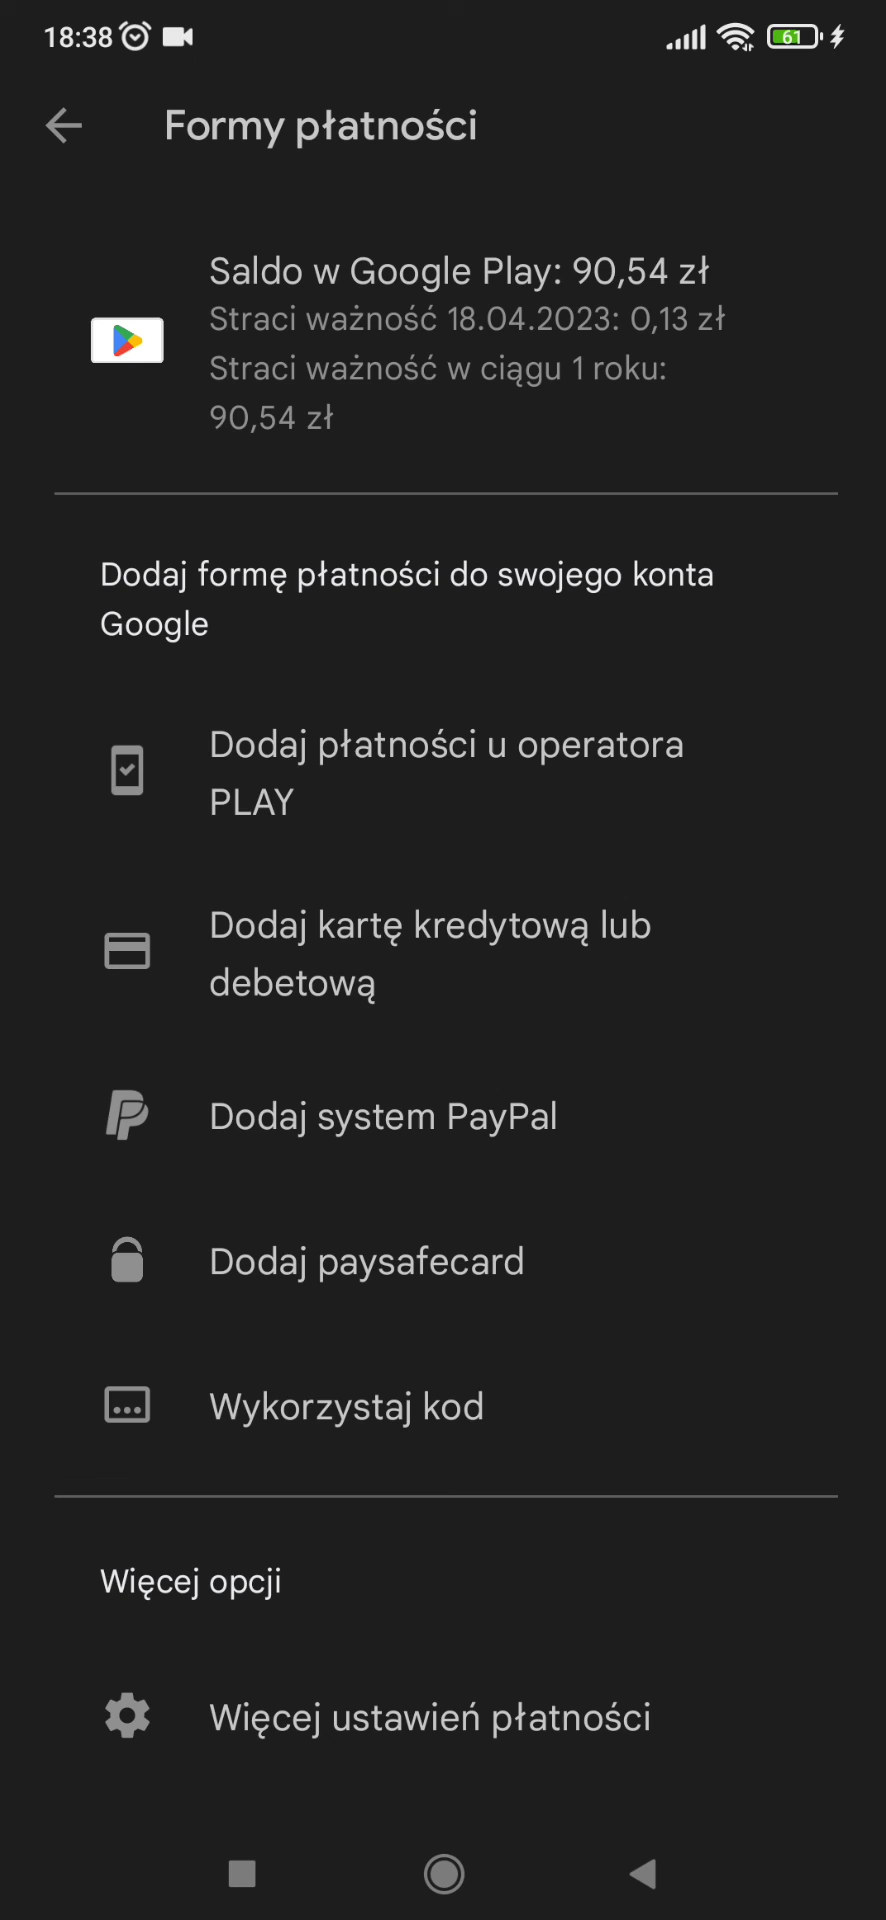 18:38
61
Formy płatności
Saldo w Google Play: 90,54 zł
Straci ważność 18.04.2023: 0,13 zł
Straci ważność w ciągu 1 roku:
90,54 zł
Dodaj formę płatności do swojego konta
Google
Dodaj płatności u operatora
PLAY
Dodaj kartę kredytową lub
debetową
Dodaj system PayPal
Dodaj paysafecard
Wykorzystaj kod
Więcej opcji
Więcej ustawień płatności